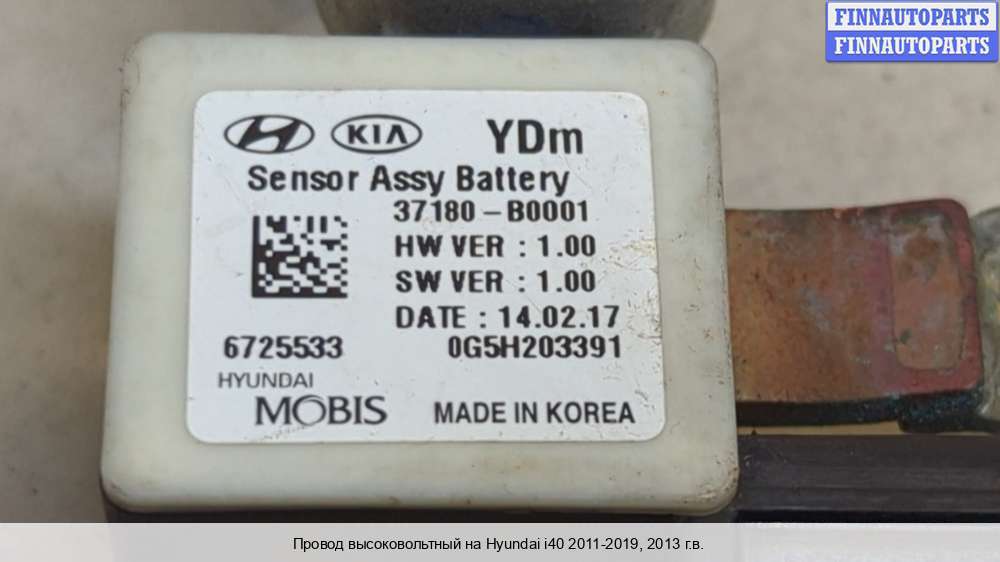 FINNAUTOPARTS
FINNAUTOPARTS
KIA YDm
Sensor Assy Battery
37180-B0001
HW VER : 1.00
SW VER : 1.00
DATE : 14.02.17
6725533 0G5H203391
HYUNDAI
MOBIS MADE IN KOREA
Провод высоковольтный на Hyundai i40 2011-2019, 2013 г.в.